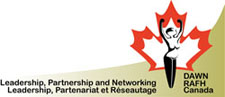 Leadership, Partnership and Networking
Leadership, Partenariat et Réseautage
DAWN
RAFH
Canada